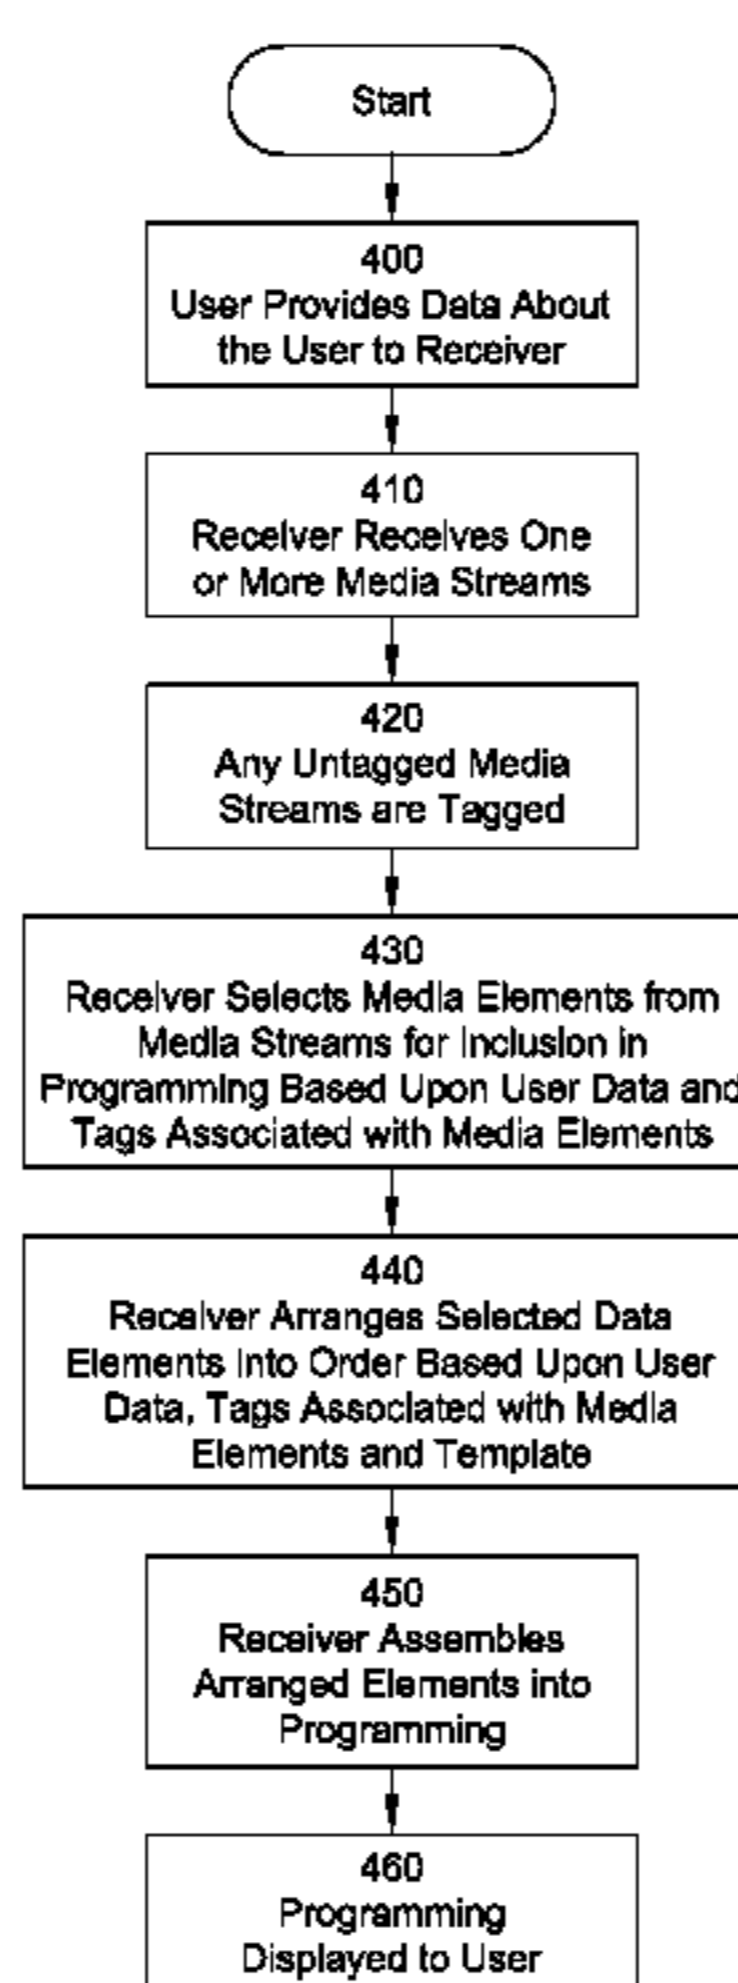 Start
400
User Provides Data About
the User to Receiver
410
Receiver Receives One
or More Media Streams
420
Any Untagged Media
Streams are Tagged
430
Receiver Selects Media Elements from
Media Streams for Inclusion in
Programming Based Upon User Data and
Tags Associated with Media Elements
440
Receiver Arranges Selected Data
Elements Into Order Based Upon User
Data, Tags Associated with Media
Elements and Template
450
Receiver Assembles
Arranged Elements into
Programming
460
Programming
Displayed to User